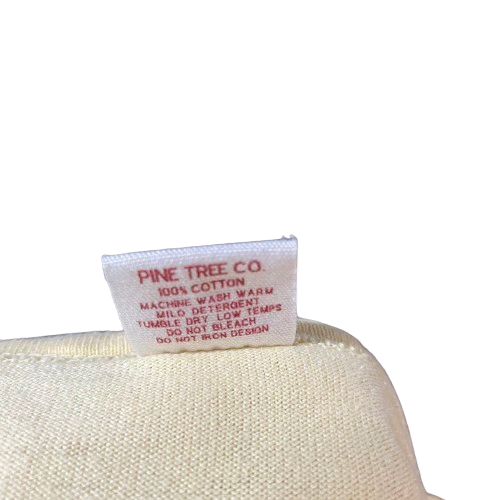 PINE TREE CO.
100% COTTON
MACHINE WASH WARM
MILD DETERGENT
TUMBLE DRY LOW TEMPS
DO NOT BLEACH
DO NOT IRON DESIGN